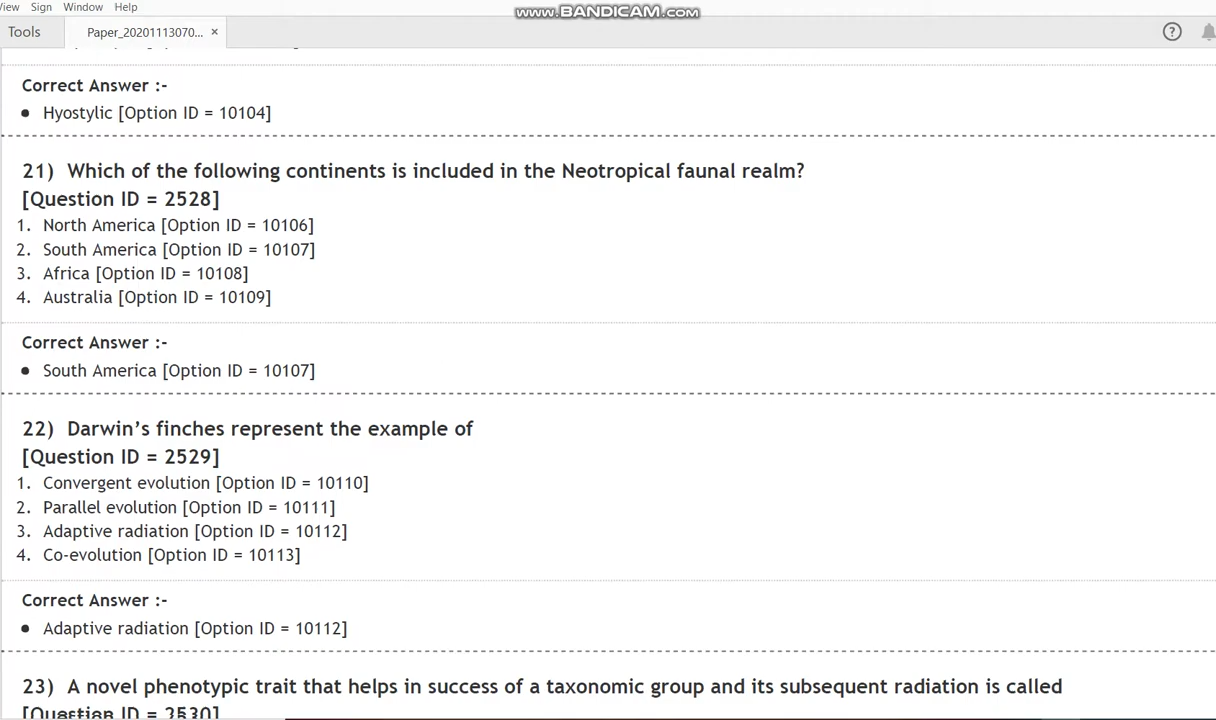 View Sign Window Help
www.BANDICAM.COM
Tools
Paper_20201113070... ×
?
Correct Answer :-
• Hyostylic [Option ID = 10104]
21) Which of the following continents is included in the Neotropical faunal realm?
[Question ID = 2528]
1. North America [Option ID = 10106]
2. South America [Option ID = 10107]
3. Africa [Option ID = 10108]
4. Australia [Option ID = 10109]
Correct Answer :-
• South America [Option ID = 10107]
22) Darwin’s finches represent the example of
[Question ID = 2529]
1. Convergent evolution [Option ID = 10110]
2. Parallel evolution [Option ID = 10111]
3. Adaptive radiation [Option ID = 10112]
4. Co-evolution [Option ID = 10113]
Correct Answer :-
• Adaptive radiation [Option ID = 10112]
23) A novel phenotypic trait that helps in success of a taxonomic group and its subsequent radiation is called
[Question ID = 2530]